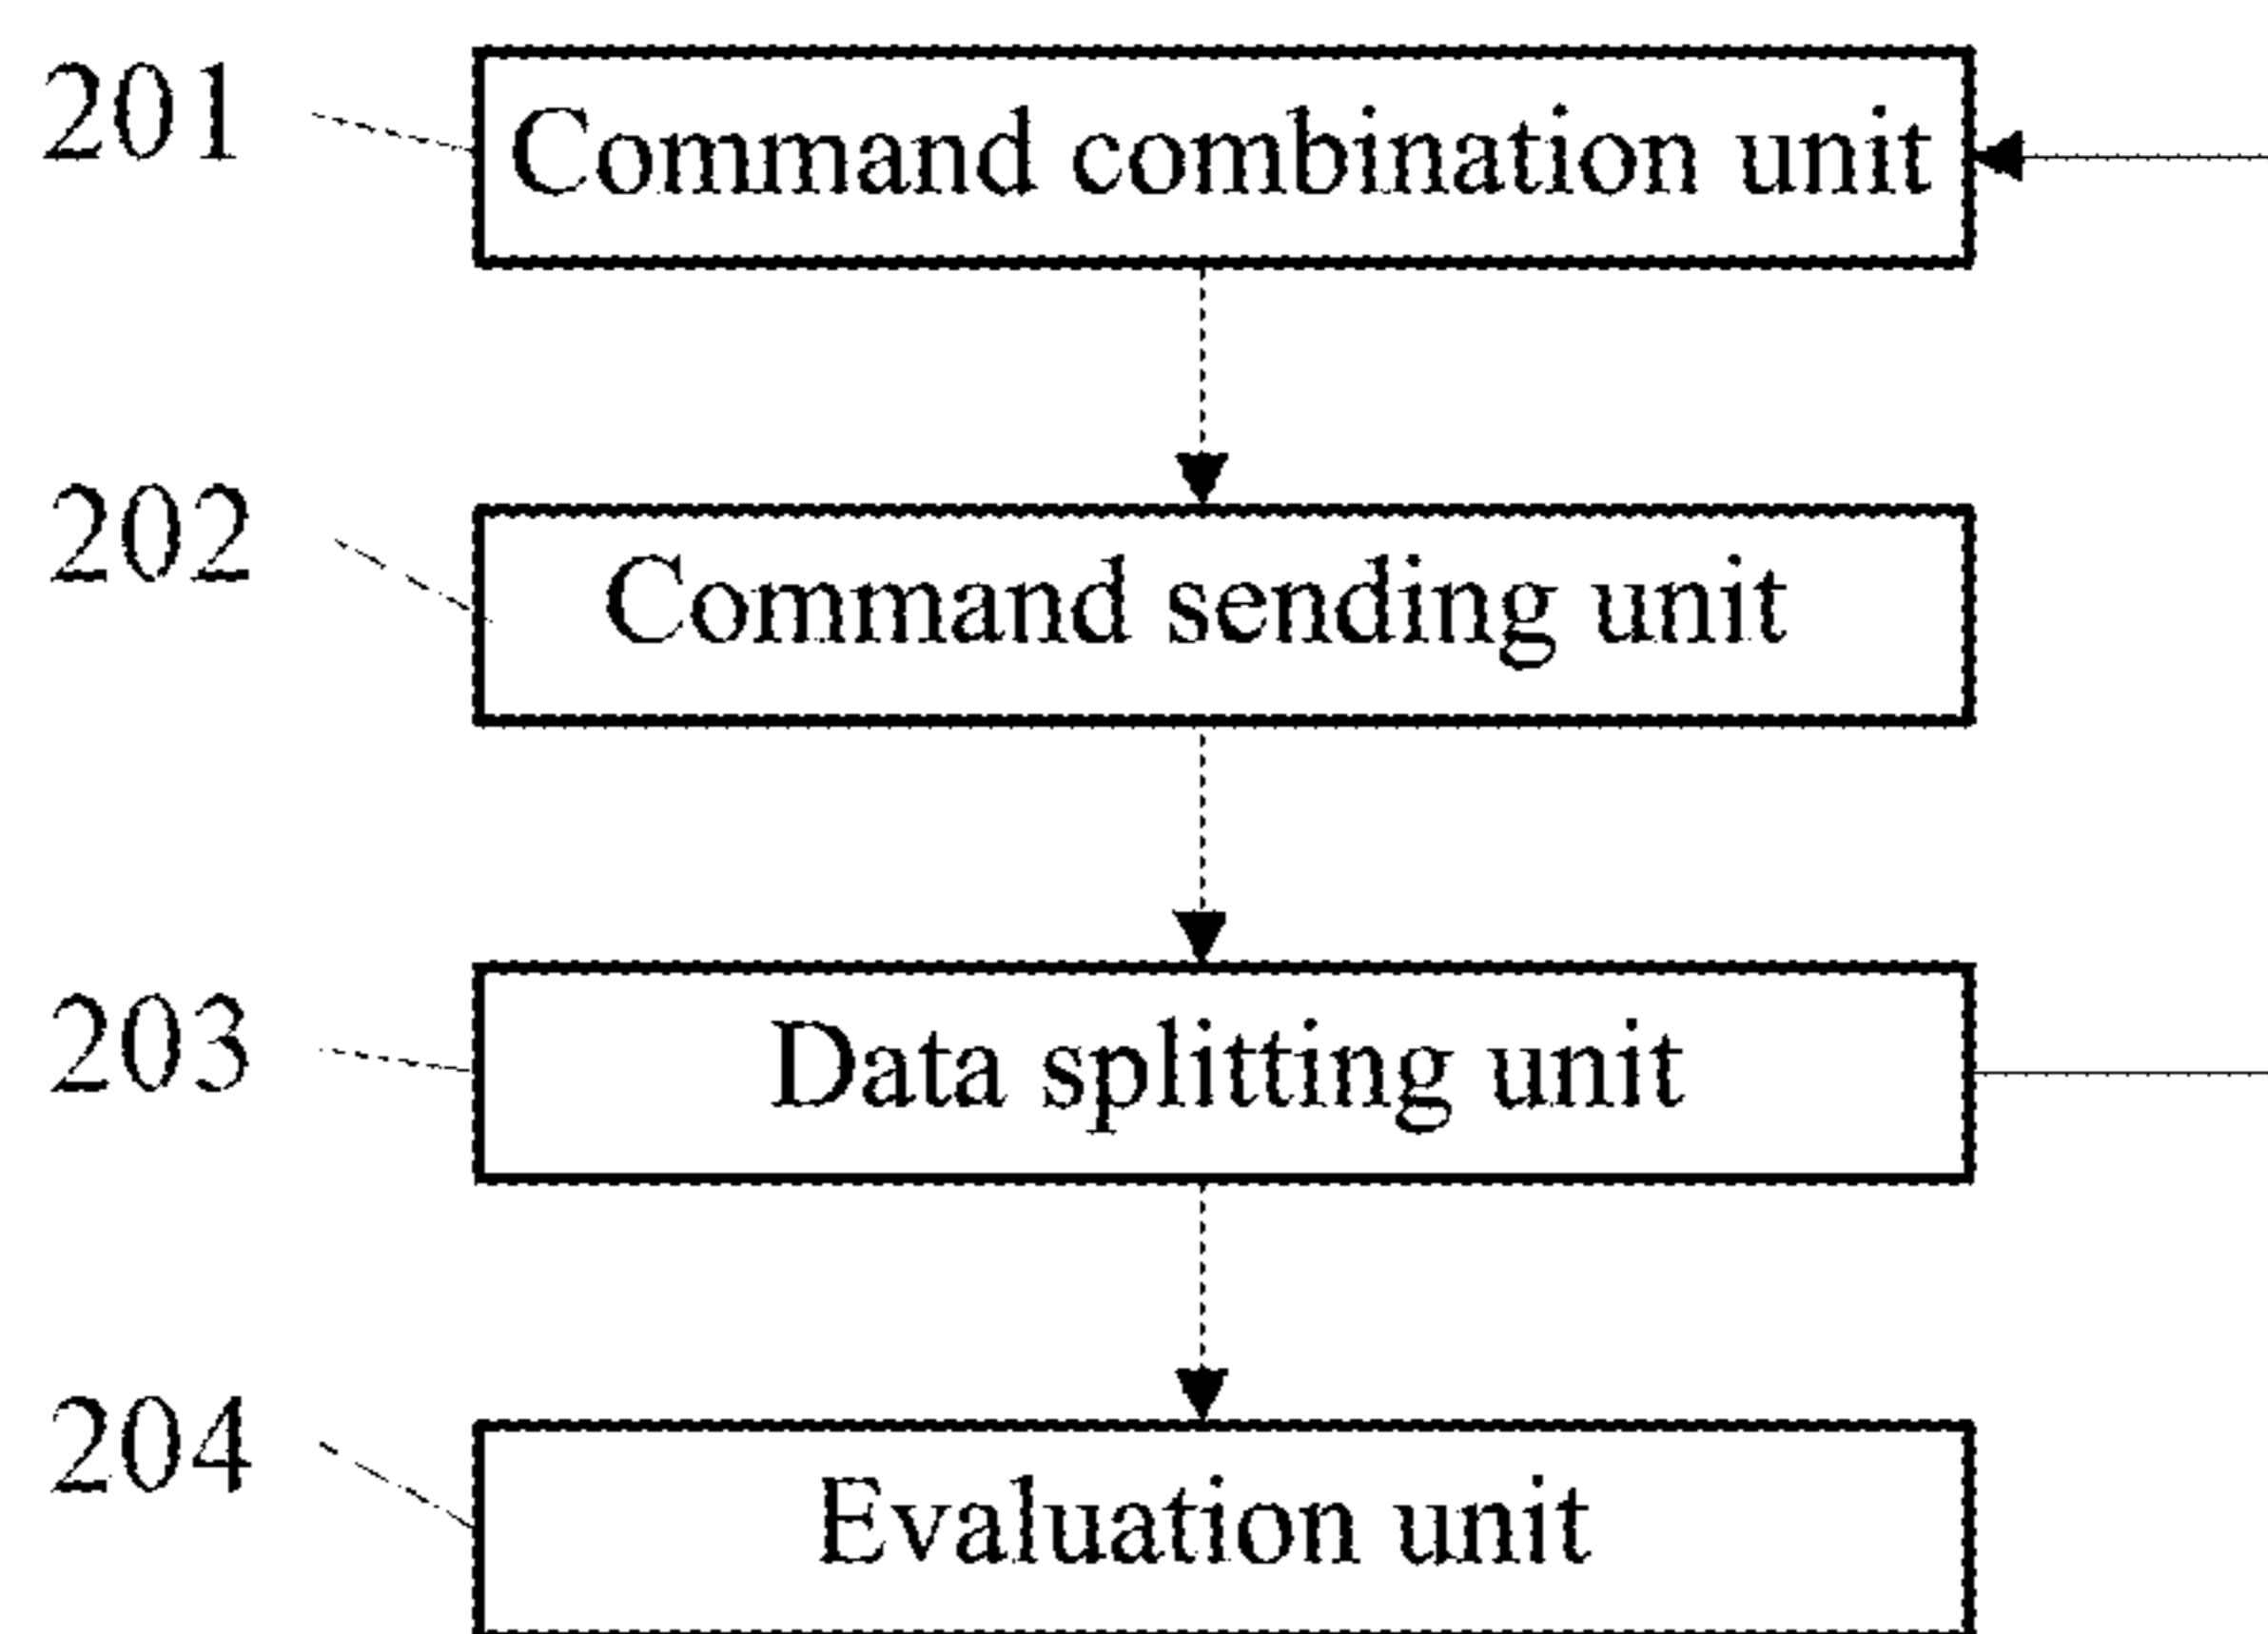 201
Command combination unit
202
Command sending unit
203
Data splitting unit
204
Evaluation unit